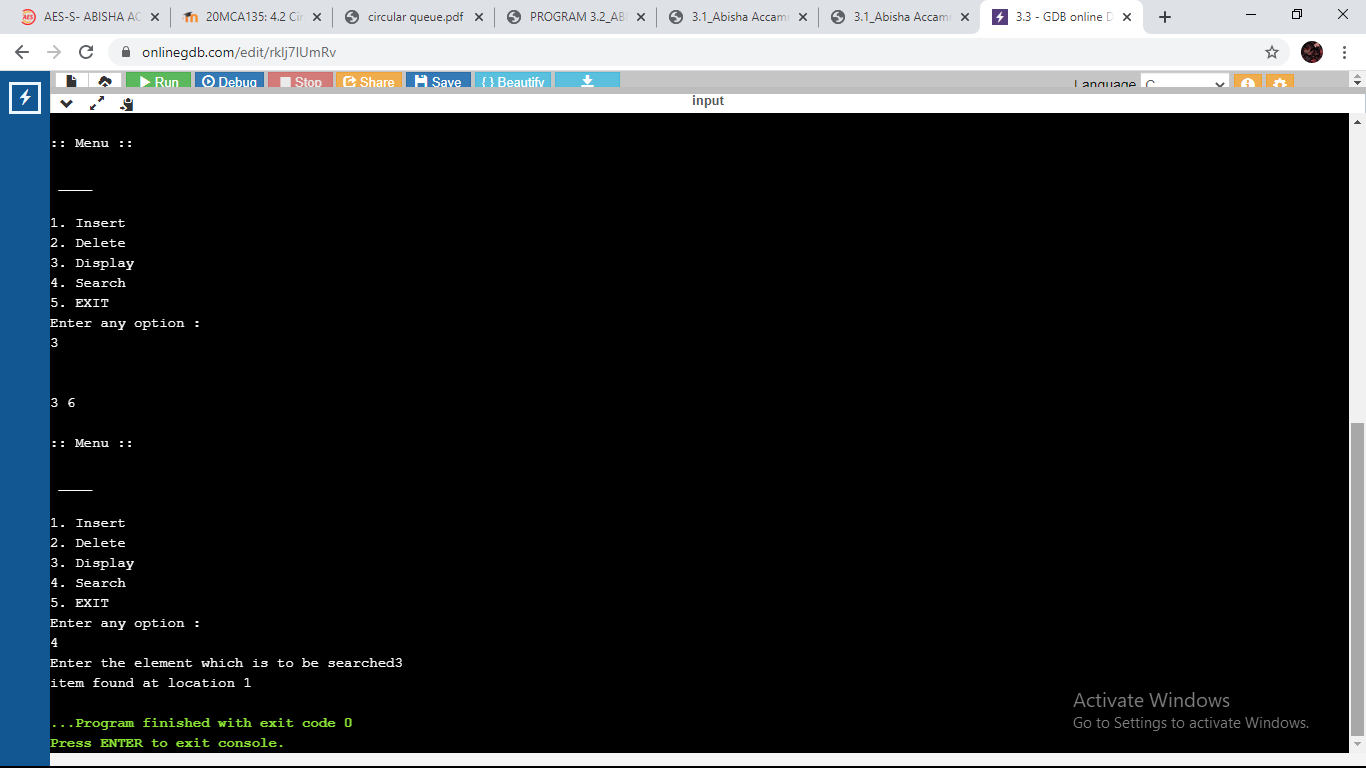 AES-S- ABISHA AC
20MCA135: 4.2 Cir
circular queue.pdf
PROGRAM 3.2_ABI
3.1_Abisha Accam
3.1_Abisha Accam
3.3 - GDB online D
onlinegdb.com/edit/rkIj7IUmRv
Run Debug Stop Share Save { } Beautify
Language C
input
:: Menu ::
____
1. Insert
2. Delete
3. Display
4. Search
5. EXIT
Enter any option :
3
3 6
:: Menu ::
____
1. Insert
2. Delete
3. Display
4. Search
5. EXIT
Enter any option :
4
Enter the element which is to be searched3
item found at location 1
...Program finished with exit code 0
Press ENTER to exit console.
Activate Windows
Go to Settings to activate Windows.